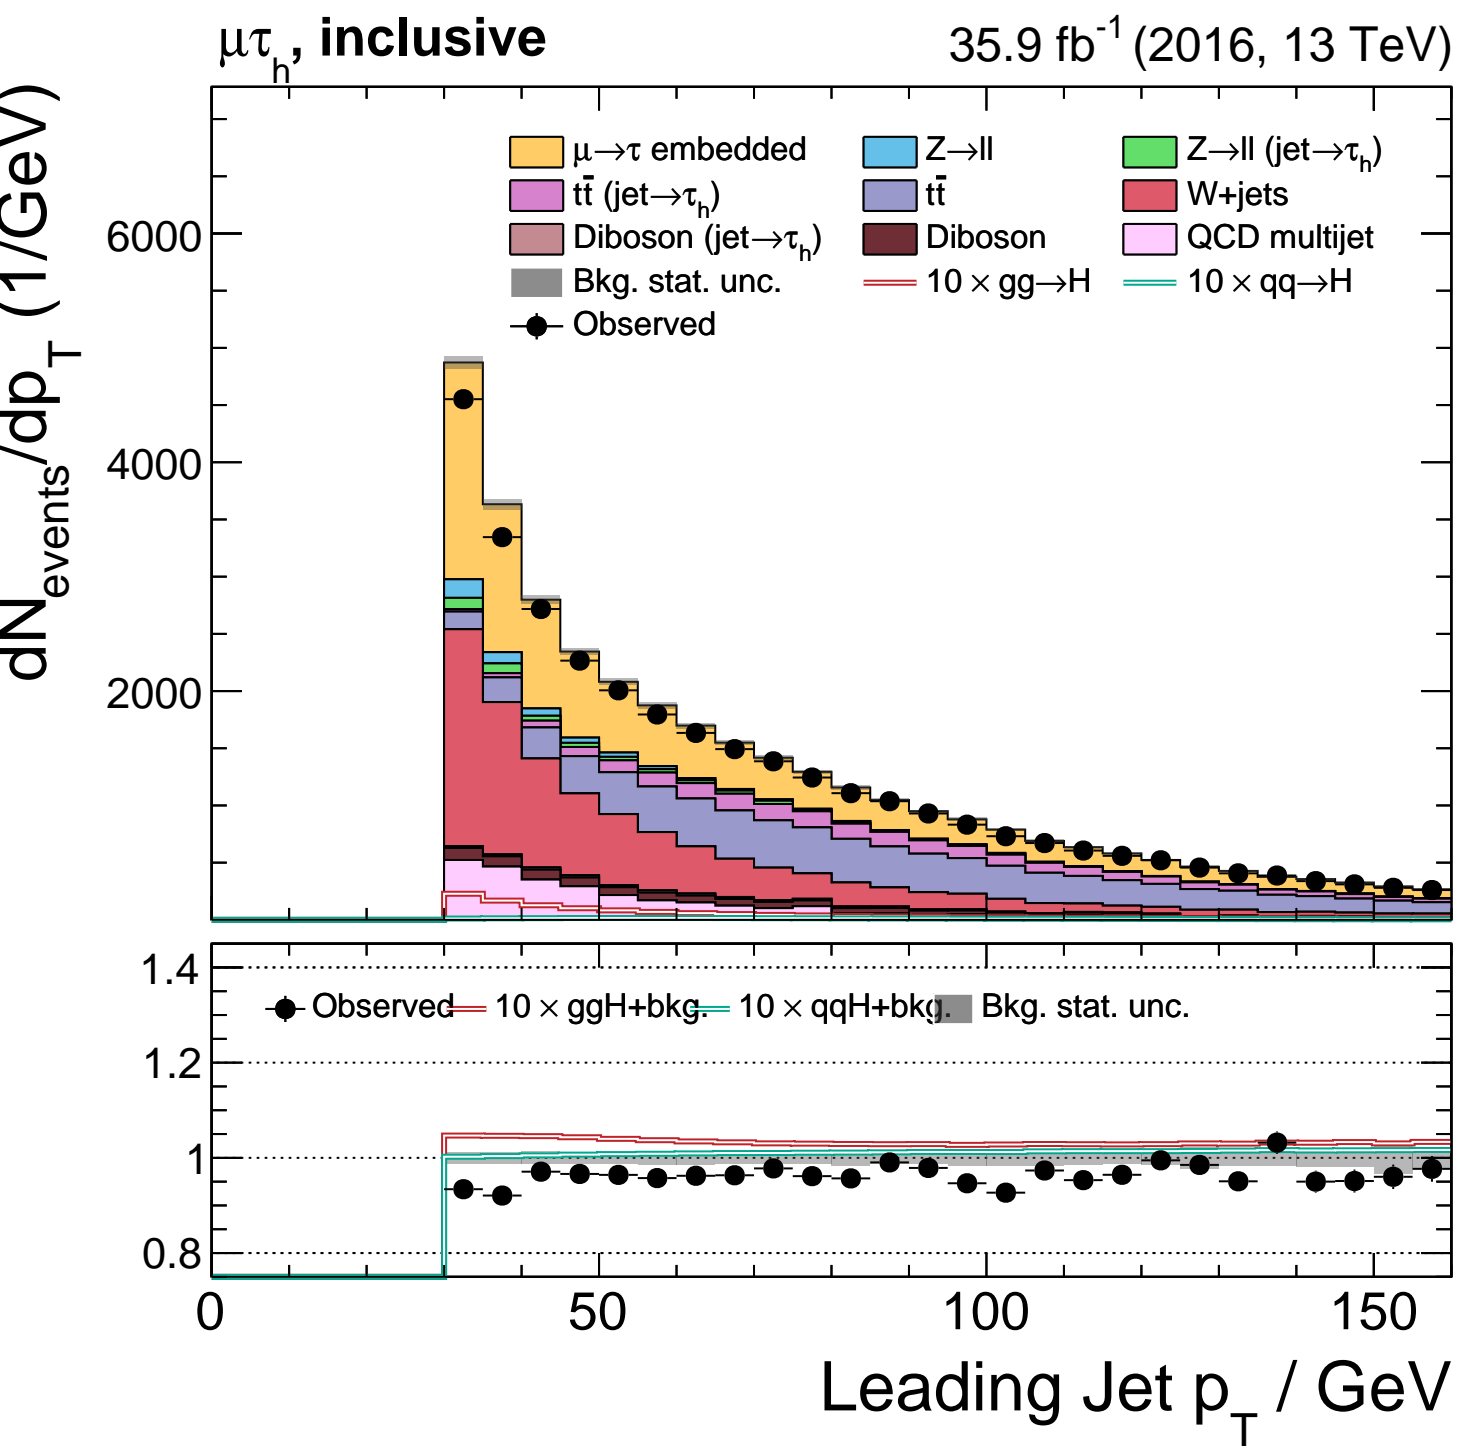 μτh, inclusive
35.9 fb-1 (2016, 13 TeV)
dNevents/dpT (1/GeV)
μ→τ embedded
Z→ll
Z→ll (jet→τh)
tt̄ (jet→τh)
tt̄
W+jets
Diboson (jet→τh)
Diboson
QCD multijet
Bkg. stat. unc.
10 × gg→H
10 × qq→H
Observed
6000
4000
2000
1.4
Observed
10 × ggH+bkg.
10 × qqH+bkg.
Bkg. stat. unc.
1.2
1
0.8
0
50
100
150
Leading Jet pT / GeV